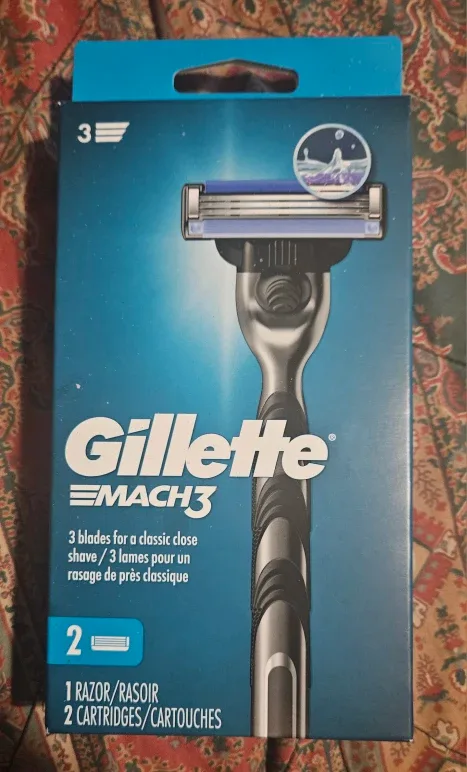 3
Gillette®
MACH3
3 blades for a classic close
shave / 3 lames pour un
rasage de près classique
2
1 RAZOR/RASOIR
2 CARTRIDGES/CARTOUCHES